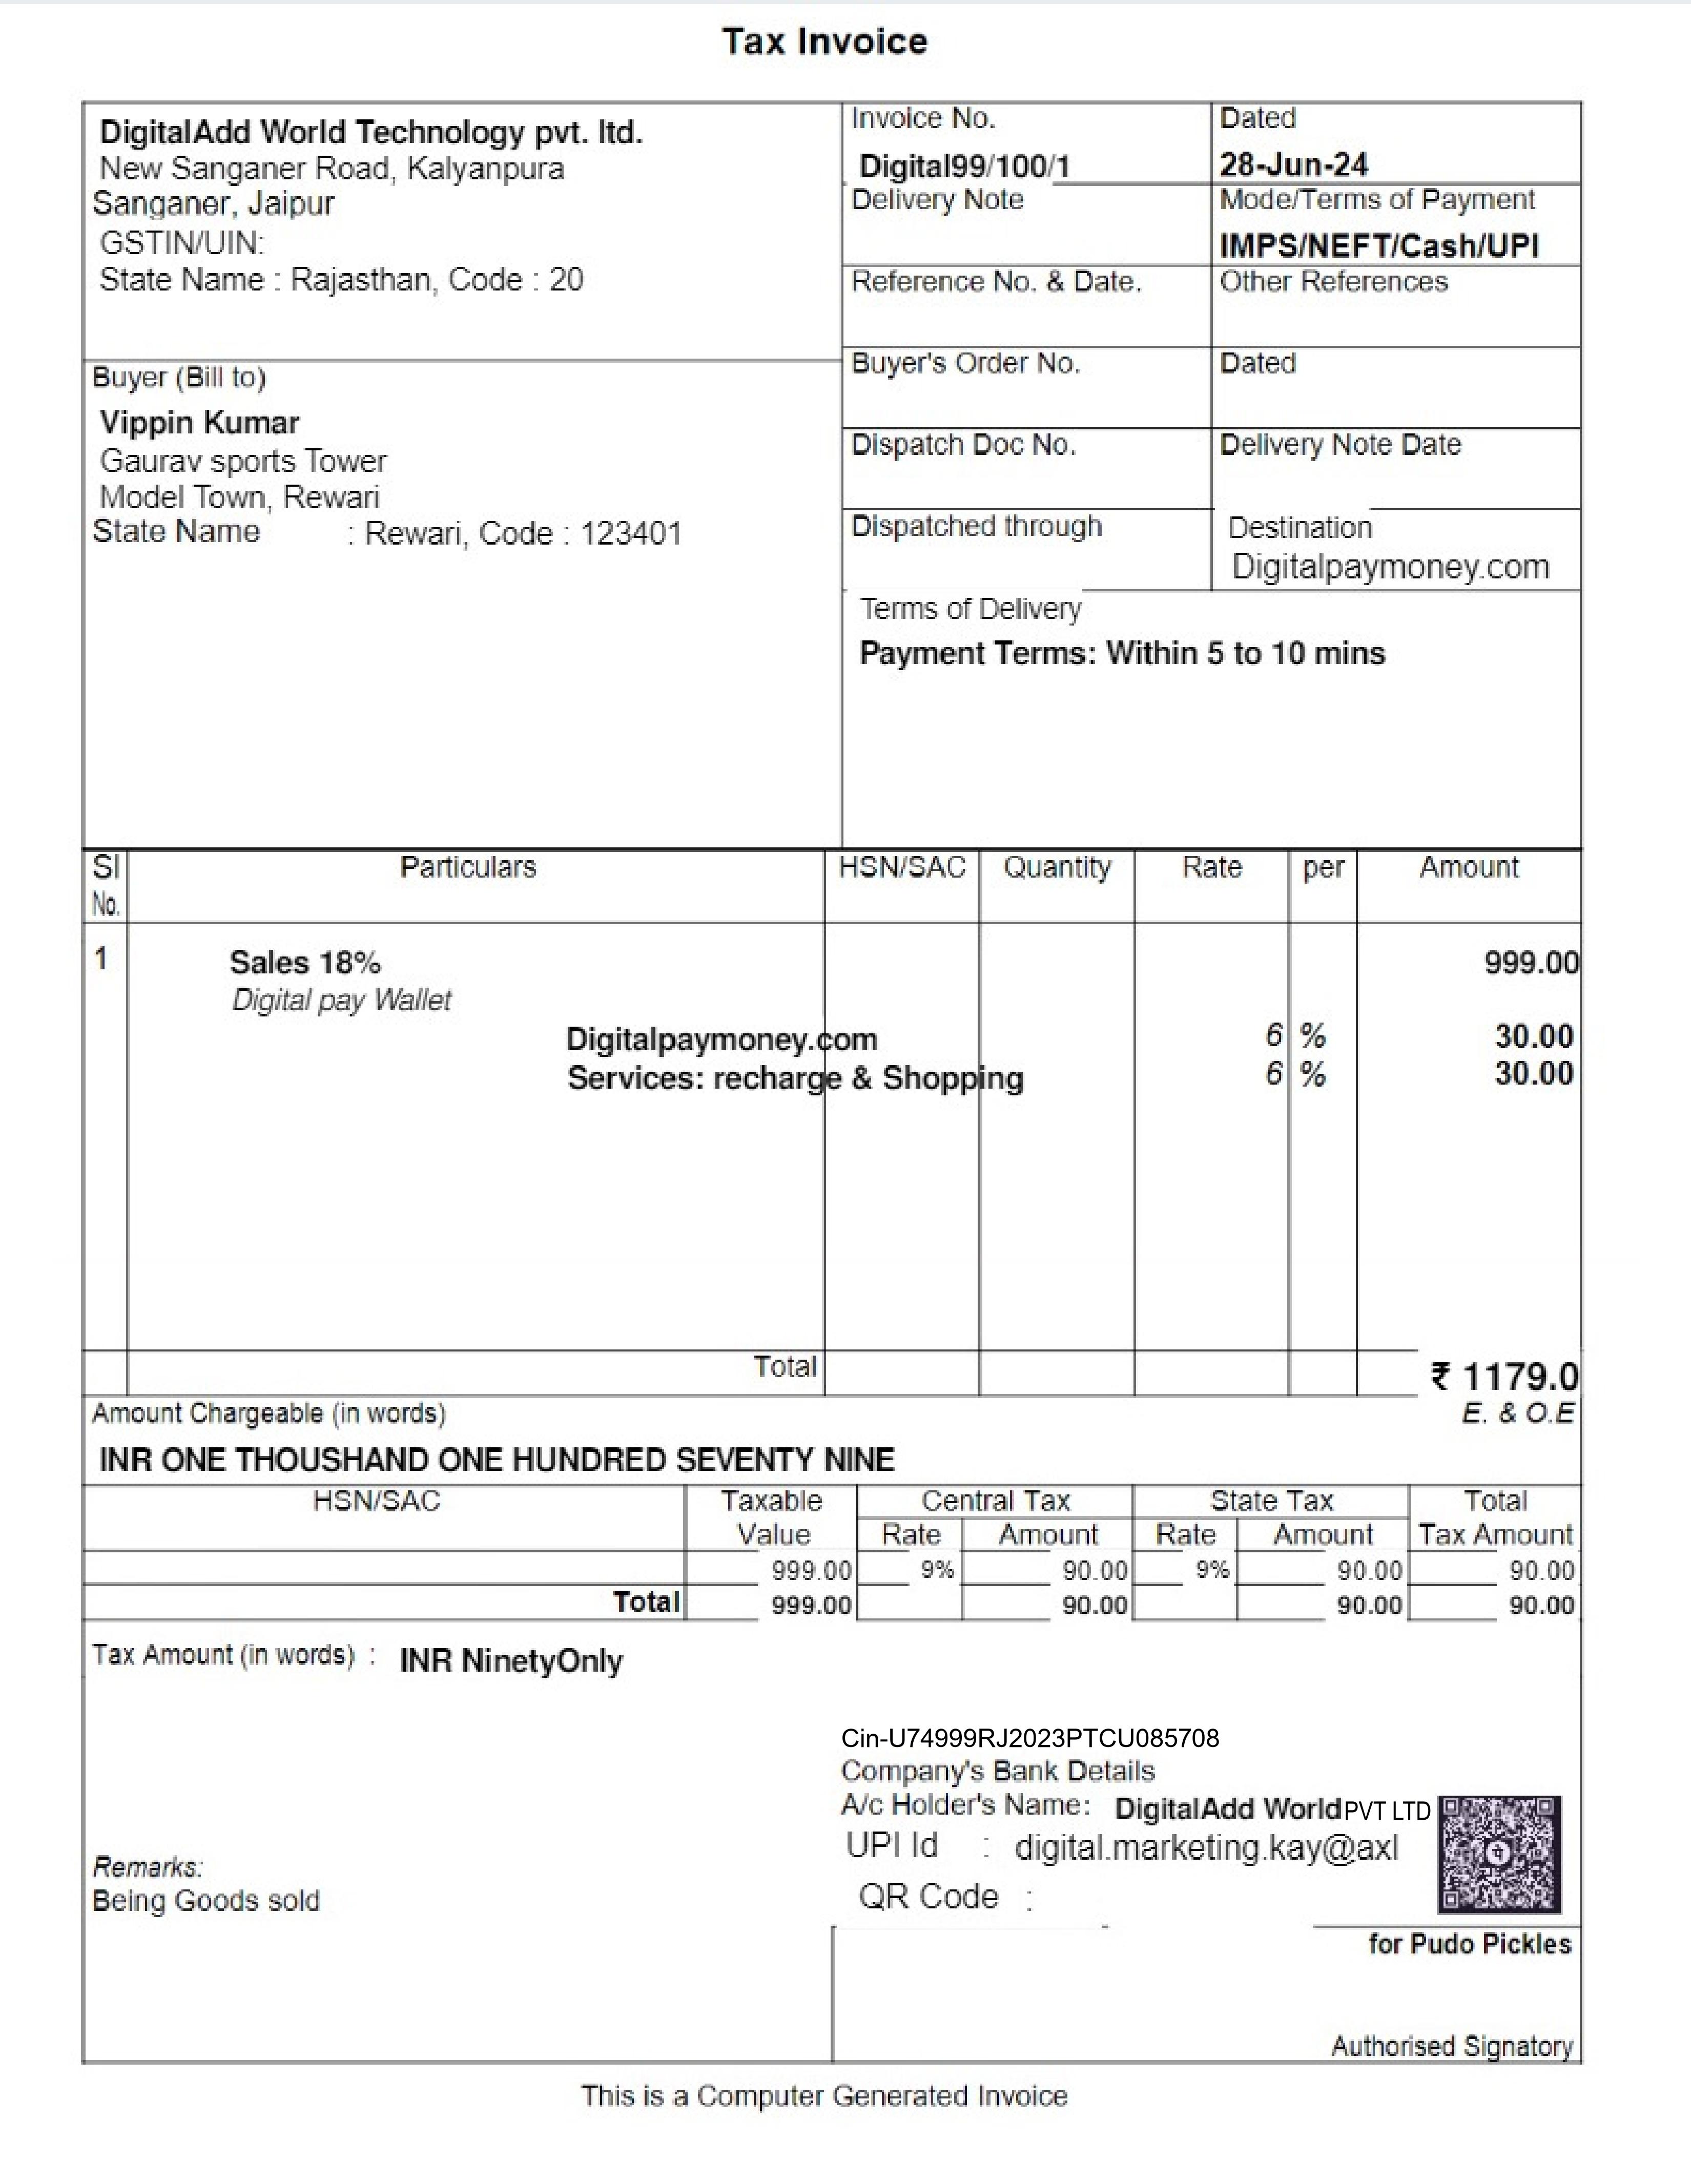 Tax Invoice
DigitalAdd World Technology pvt. ltd.
New Sanganer Road, Kalyanpura
Sanganer, Jaipur
GSTIN/UIN:
State Name : Rajasthan, Code : 20
Invoice No.
Digital99/100/1
Dated
28-Jun-24
Delivery Note
Mode/Terms of Payment
IMPS/NEFT/Cash/UPI
Reference No. & Date.
Other References
Buyer (Bill to)
Vippin Kumar
Gaurav sports Tower
Model Town, Rewari
State Name : Rewari, Code : 123401
Buyer's Order No.
Dated
Dispatch Doc No.
Delivery Note Date
Dispatched through
Destination
Digitalpaymoney.com
Terms of Delivery
Payment Terms: Within 5 to 10 mins
Sl No. Particulars HSN/SAC Quantity Rate per Amount
1 Sales 18% 999.00
Digital pay Wallet
Digitalpaymoney.com 6 % 30.00
Services: recharge & Shopping 6 % 30.00
Total ₹ 1179.0
Amount Chargeable (in words) E. & O.E
INR ONE THOUSHAND ONE HUNDRED SEVENTY NINE
HSN/SAC Taxable Value Central Tax State Tax Total Tax Amount
Rate Amount Rate Amount
999.00 9% 90.00 9% 90.00 90.00
Total 999.00 90.00 90.00 90.00
Tax Amount (in words) : INR NinetyOnly
Cin-U74999RJ2023PTCU085708
Company's Bank Details
A/c Holder's Name: DigitalAdd World PVT LTD
UPI Id : digital.marketing.kay@axl
QR Code :
Remarks:
Being Goods sold
for Pudo Pickles
Authorised Signatory
This is a Computer Generated Invoice